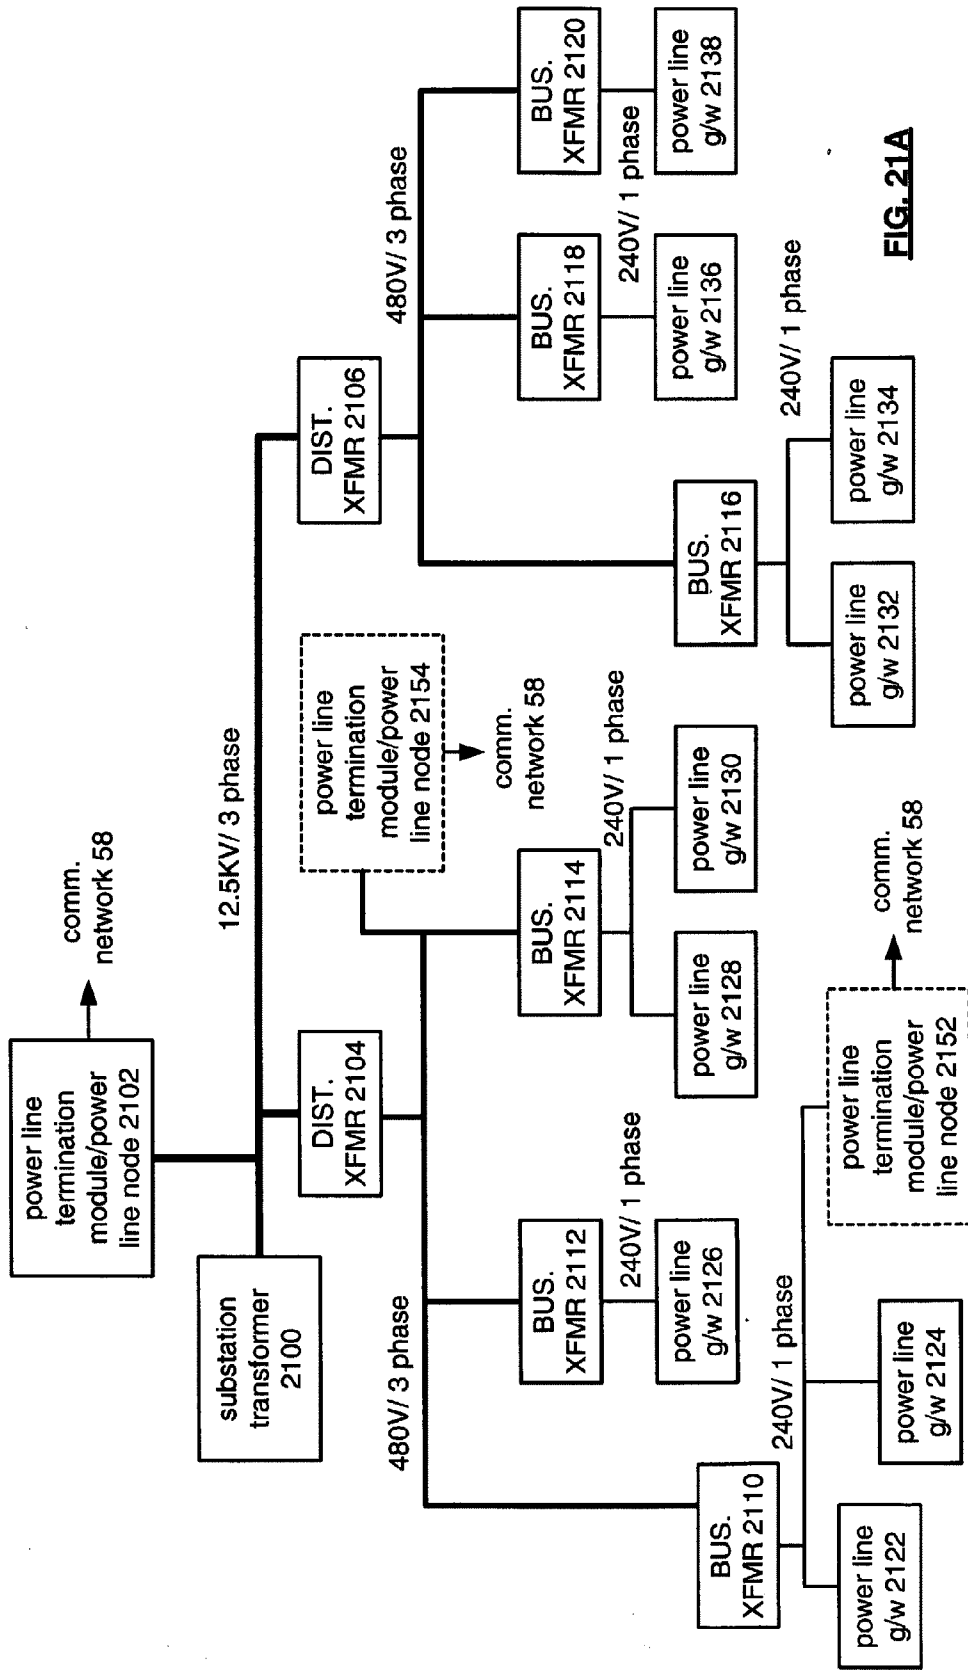 power line
termination
module/power
line node 2102
comm.
network 58
substation
transformer
2100
12.5KV/ 3 phase
DIST.
XFMR 2104
DIST.
XFMR 2106
power line
termination
module/power
line node 2154
comm.
network 58
480V/ 3 phase
480V/ 3 phase
BUS.
XFMR 2110
BUS.
XFMR 2112
BUS.
XFMR 2114
BUS.
XFMR 2116
BUS.
XFMR 2118
BUS.
XFMR 2120
240V/ 1 phase
240V/ 1 phase
240V/ 1 phase
240V/ 1 phase
240V/ 1 phase
power line
g/w 2122
power line
g/w 2124
power line
g/w 2126
power line
g/w 2128
power line
g/w 2130
power line
g/w 2132
power line
g/w 2134
power line
g/w 2136
power line
g/w 2138
power line
termination
module/power
line node 2152
comm.
network 58
FIG. 21A